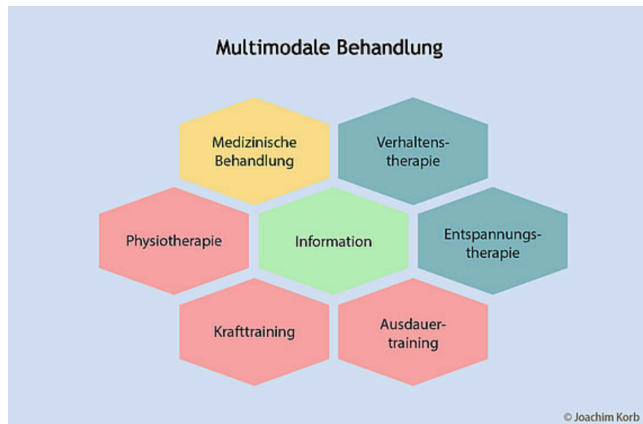 Multimodale Behandlung
Medizinische
Behandlung
Verhaltens-
therapie
Physiotherapie
Information
Entspannungs-
therapie
Krafttraining
Ausdauer-
training
© Joachim Korb